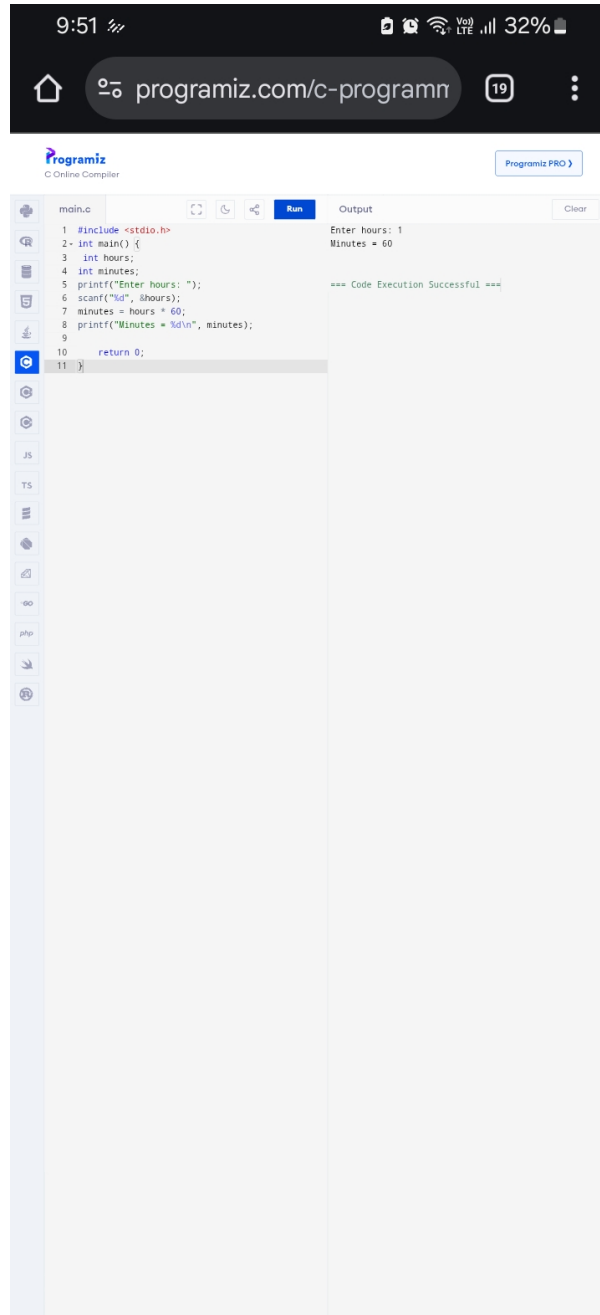 9:51
Vo))
LTE
32%
programiz.com/c-programm
19
Programiz
C Online Compiler
Programiz PRO ❯
main.c
Run
Output
Clear
1 #include <stdio.h>
2 int main() {
3  int hours;
4 int minutes;
5 printf("Enter hours: ");
6 scanf("%d", &hours);
7 minutes = hours * 60;
8 printf("Minutes = %d\n", minutes);
9
10     return 0;
11 }
Enter hours: 1
Minutes = 60
=== Code Execution Successful ===
JS
TS
GO
php